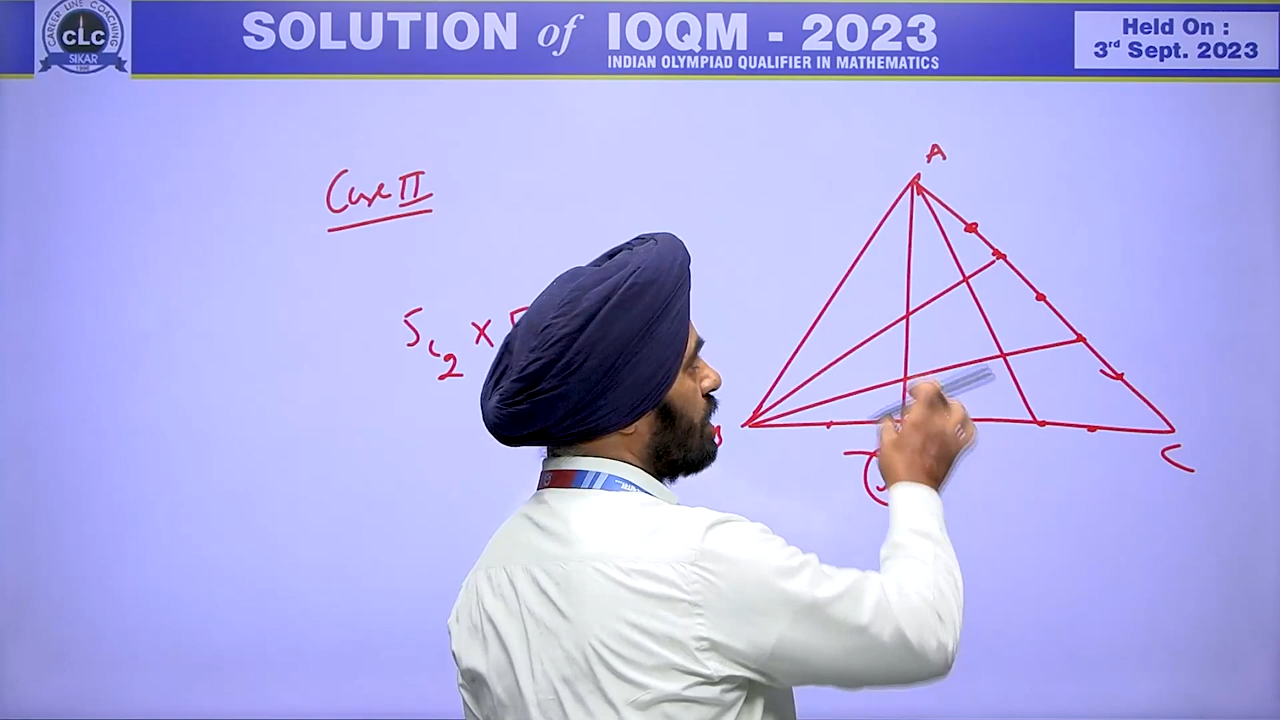 CAREER LINE COACHING
CLC
SIKAR
SOLUTION of IOQM - 2023
INDIAN OLYMPIAD QUALIFIER IN MATHEMATICS
Held On :
3rd Sept. 2023
A
Case II
5c2 ×
C